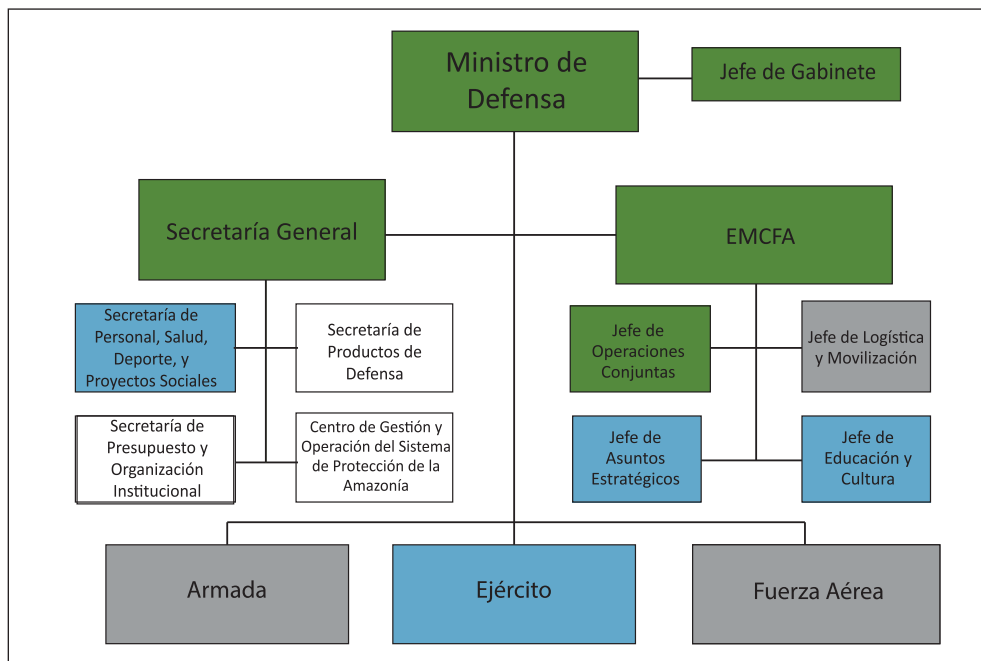 Ministro de
Defensa
Jefe de Gabinete
Secretaría General
EMCFA
Secretaría de
Personal, Salud,
Deporte, y
Proyectos Sociales
Secretaría de
Productos de
Defensa
Jefe de
Operaciones
Conjuntas
Jefe de Logística
y Movilización
Secretaría de
Presupuesto y
Organización
Institucional
Centro de Gestión y
Operación del Sistema
de Protección de la
Amazonía
Jefe de
Asuntos
Estratégicos
Jefe de
Educación y
Cultura
Armada
Ejército
Fuerza Aérea